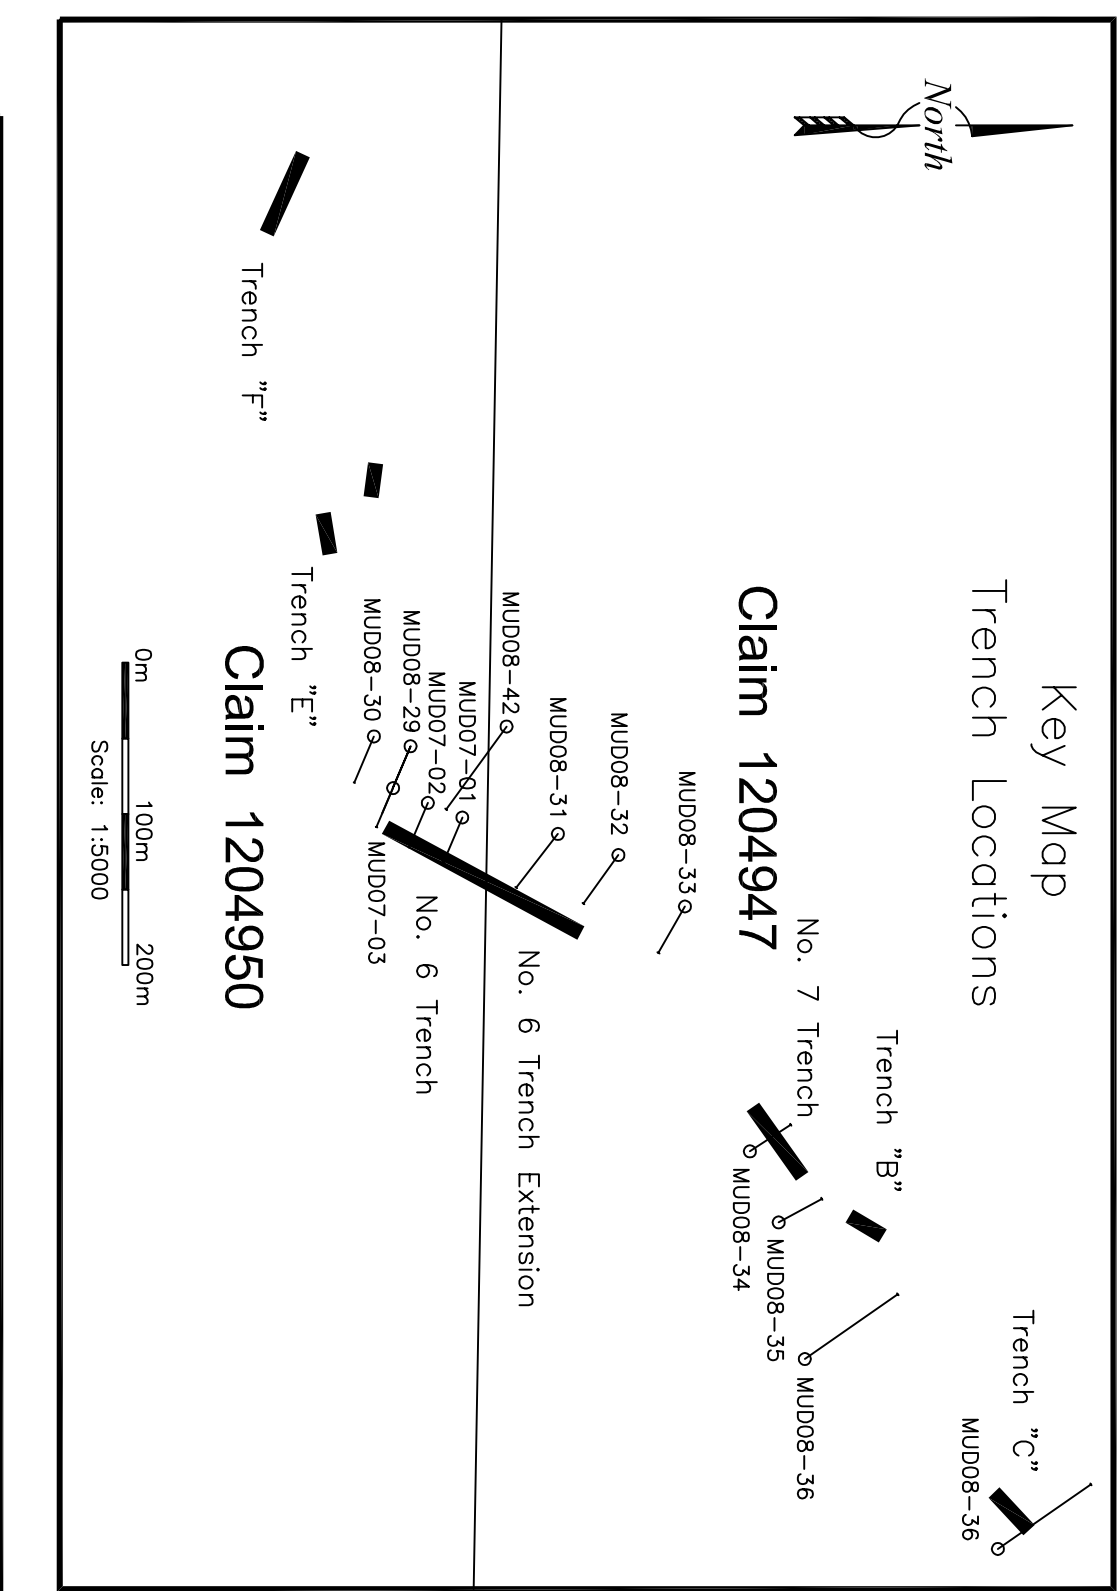 North
Key Map
Trench Locations
Trench "C"
MUD08-36
Trench "B"
No. 7 Trench
Claim 1204947
MUD08-36
MUD08-35
MUD08-34
MUD08-33
MUD08-32
MUD08-31
No. 6 Trench Extension
MUD08-42
MUD07-01
MUD07-02
No. 6 Trench
MUD08-29
MUD07-03
MUD08-30
Trench "E"
Trench "F"
Claim 1204950
0m 100m 200m
Scale: 1:5000